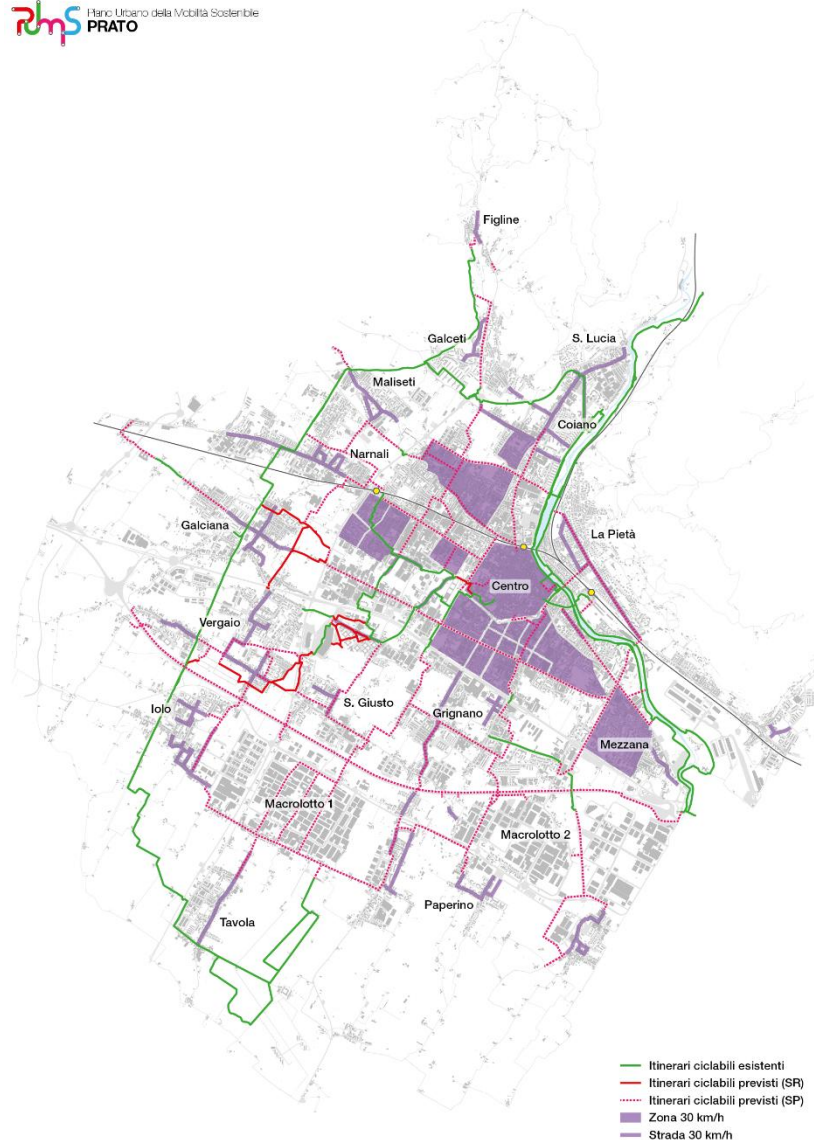 PUMS Piano Urbano della Mobilità Sostenibile
PRATO
Figline
Galceti
S. Lucia
Maliseti
Coiano
Narnali
Galciana
La Pietà
Centro
Vergaio
Iolo
S. Giusto
Grignano
Mezzana
Macrolotto 1
Macrolotto 2
Paperino
Tavola
Itinerari ciclabili esistenti
Itinerari ciclabili previsti (SR)
Itinerari ciclabili previsti (SP)
Zona 30 km/h
Strada 30 km/h